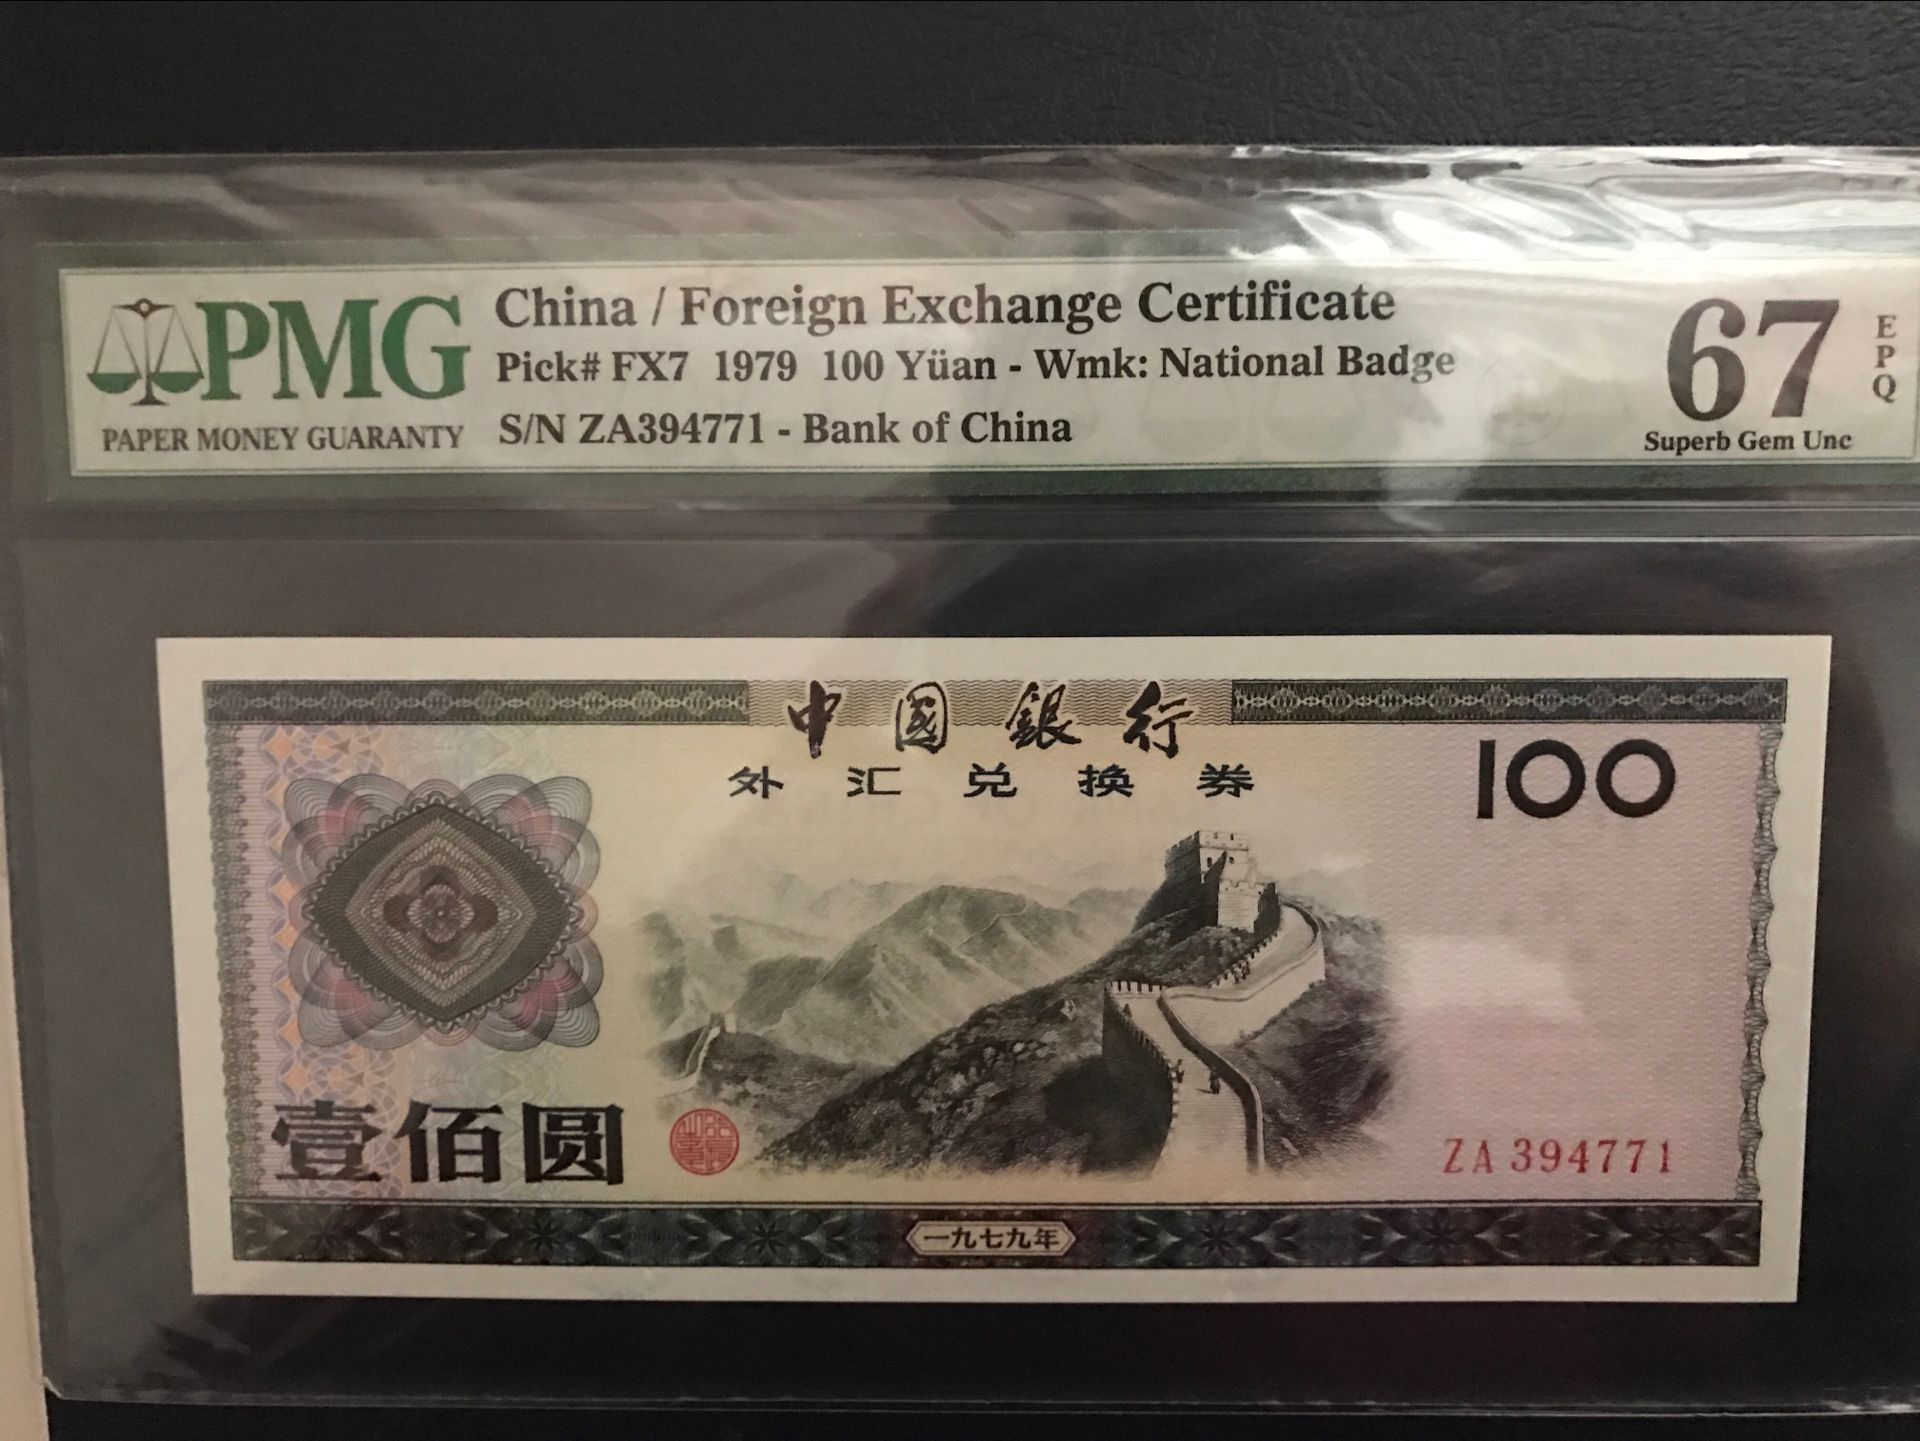 PMG
PAPER MONEY GUARANTY
China / Foreign Exchange Certificate
Pick# FX7 1979 100 Yüan - Wmk: National Badge
S/N ZA394771 - Bank of China
67
EPQ
Superb Gem Unc
中國銀行
外汇兑换券
100
壹佰圆
ZA 394771
一九七九年